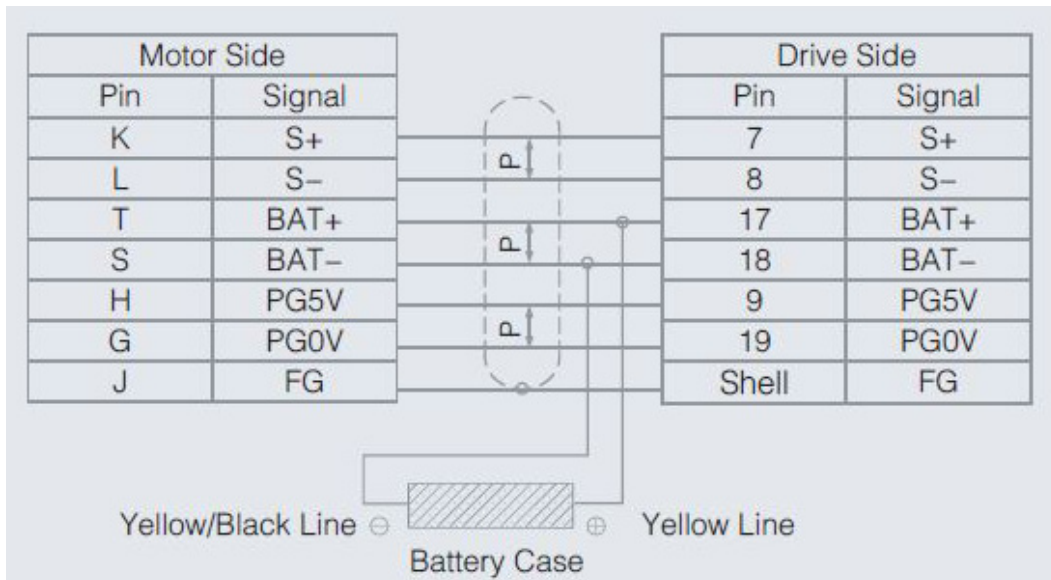 Motor Side Drive Side
Pin Signal Pin Signal
K S+ 7 S+
L S− 8 S−
T BAT+ 17 BAT+
S BAT− 18 BAT−
H PG5V 9 PG5V
G PG0V 19 PG0V
J FG Shell FG
P
P
P
Yellow/Black Line ⊖ ⊕ Yellow Line
Battery Case